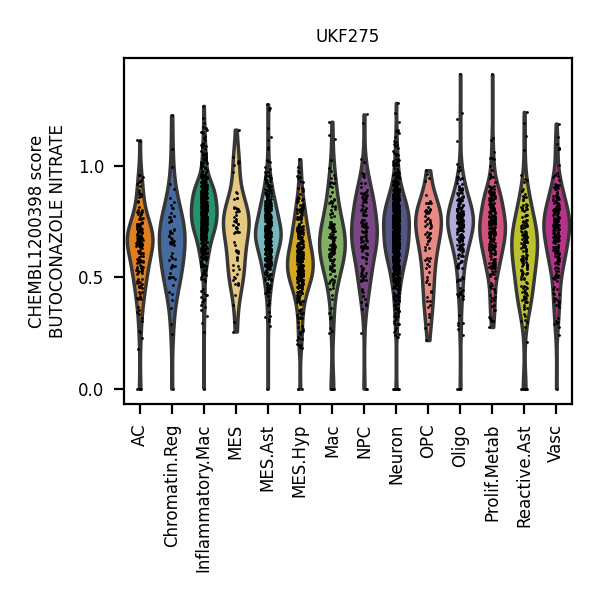 UKF275
CHEMBL1200398 score
BUTOCONAZOLE NITRATE
1.0
0.5
0.0
AC
Chromatin.Reg
Inflammatory.Mac
MES
MES.Ast
MES.Hyp
Mac
NPC
Neuron
OPC
Oligo
Prolif.Metab
Reactive.Ast
Vasc